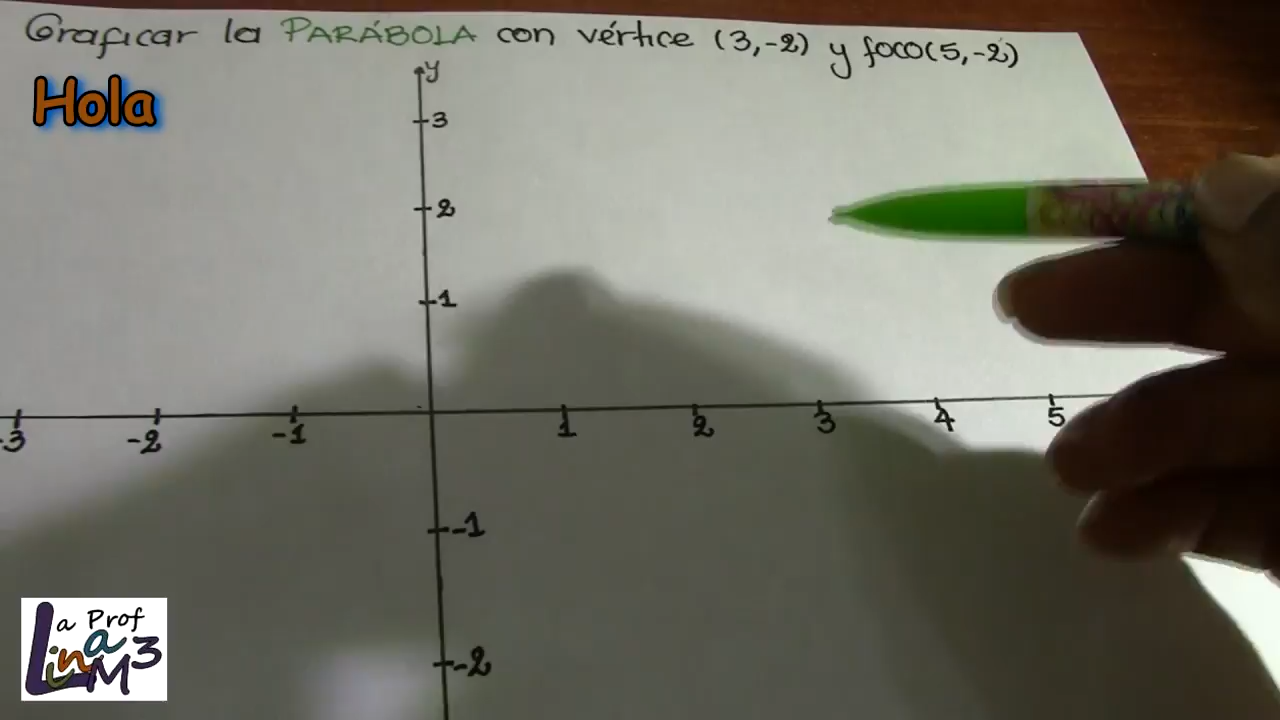 Graficar la PARÁBOLA con vértice (3,-2) y foco(5,-2)
Hola
y
3
2
1
-3 -2 -1 1 2 3 4 5
-1
-2
La Prof
Lina M3